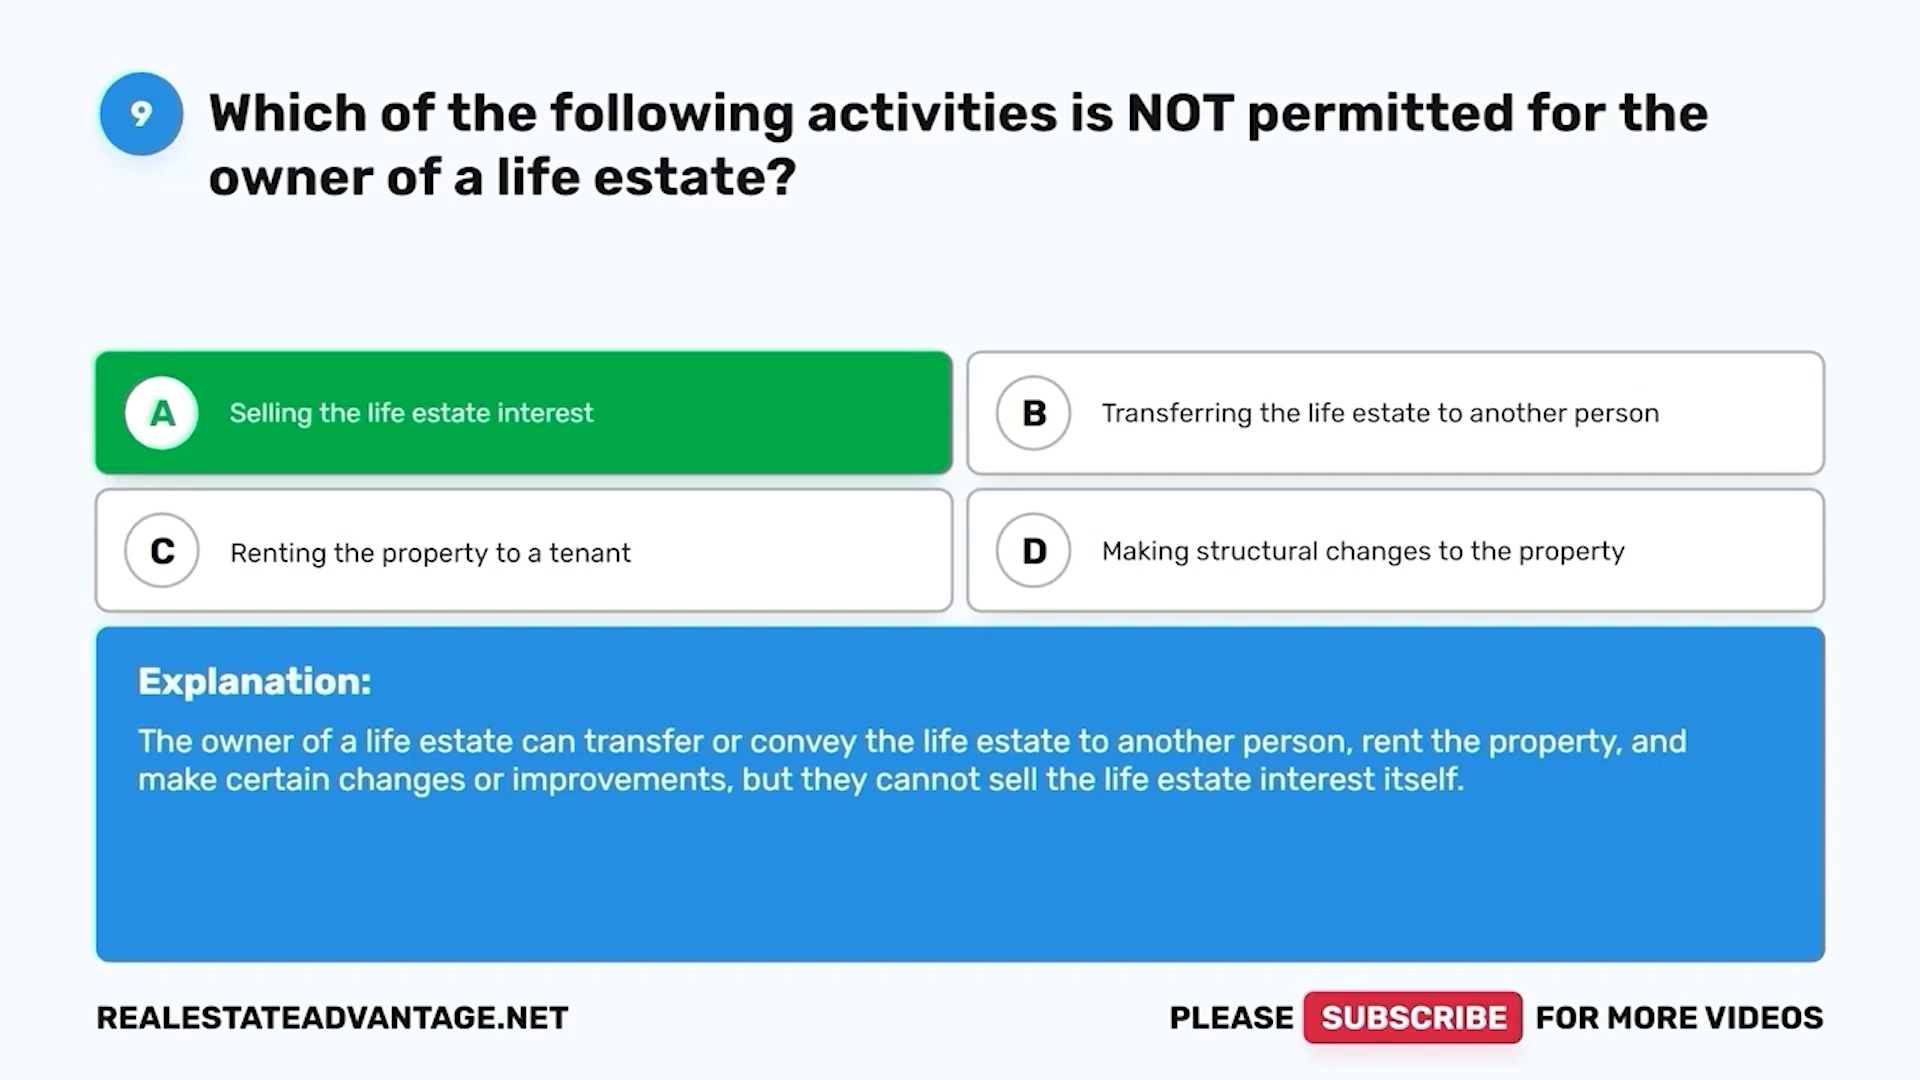 9
Which of the following activities is NOT permitted for the
owner of a life estate?
A Selling the life estate interest
B Transferring the life estate to another person
C Renting the property to a tenant
D Making structural changes to the property
Explanation:
The owner of a life estate can transfer or convey the life estate to another person, rent the property, and
make certain changes or improvements, but they cannot sell the life estate interest itself.
REALESTATEADVANTAGE.NET
PLEASE SUBSCRIBE FOR MORE VIDEOS